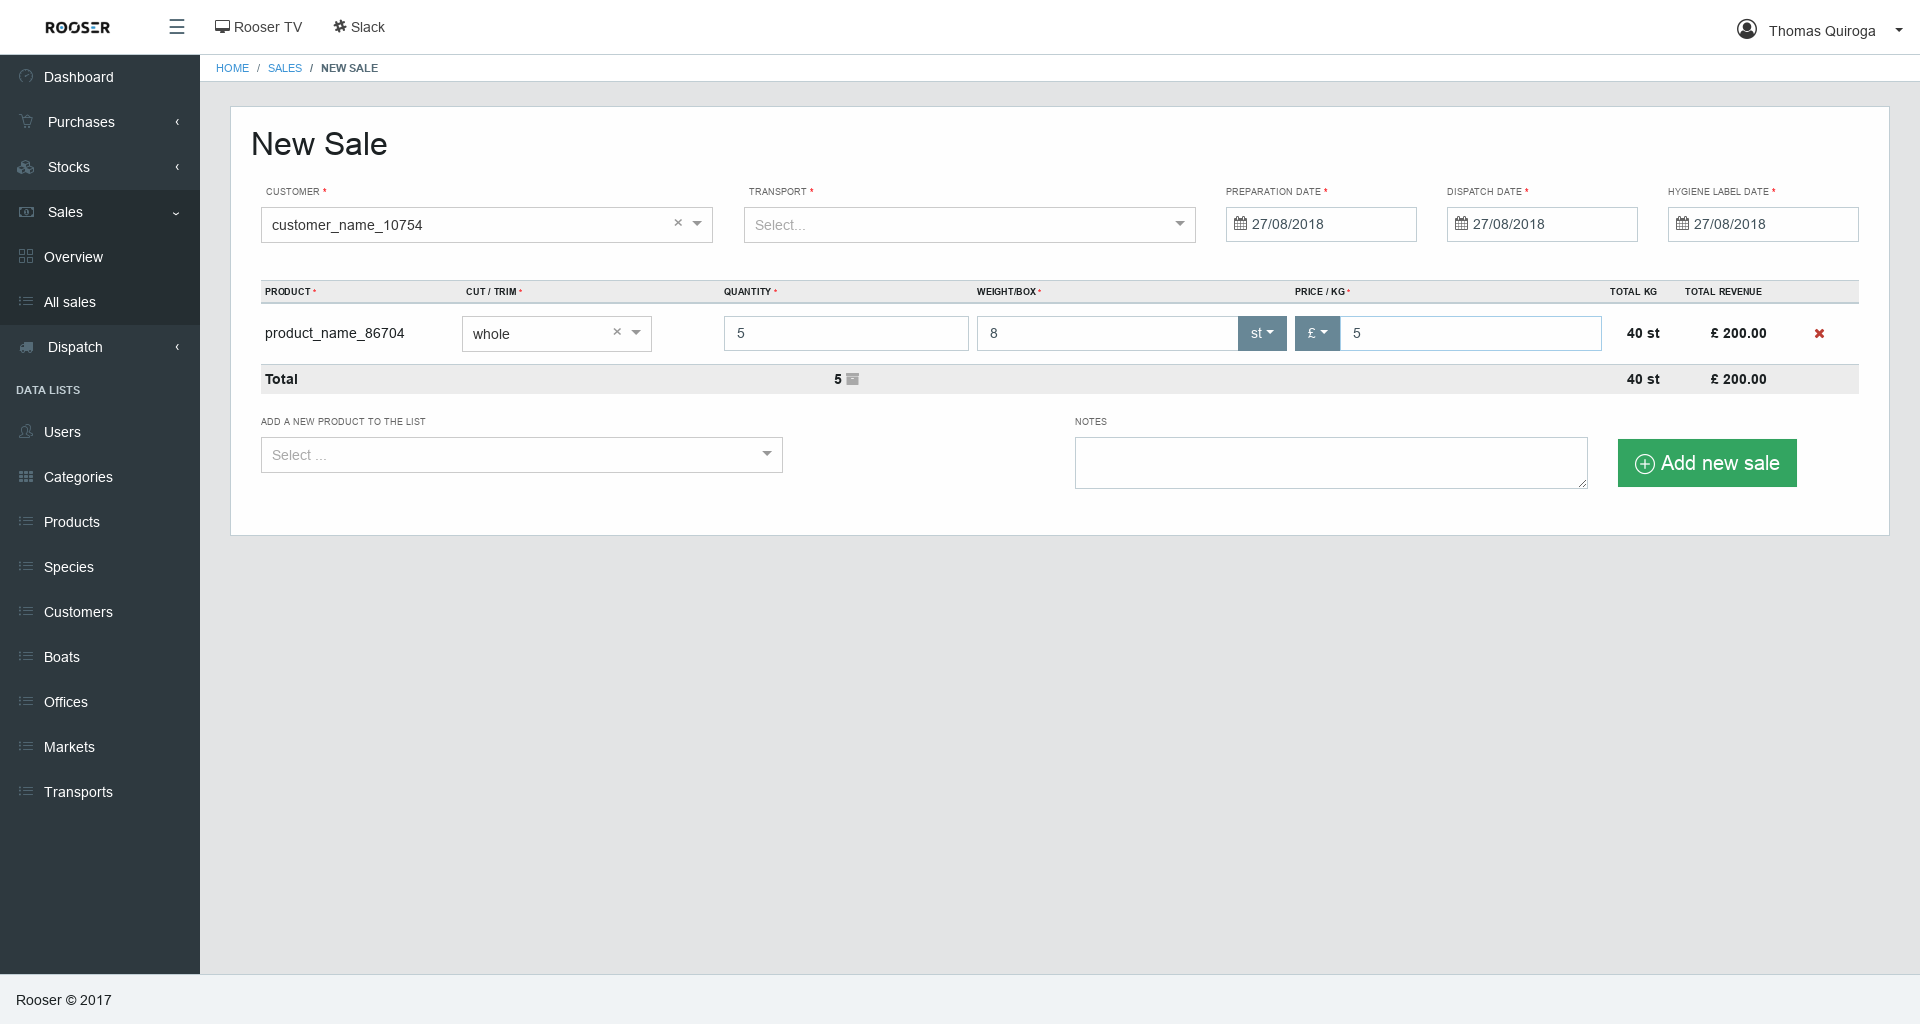 ROOSER
Rooser TV
Slack
Thomas Quiroga
HOME / SALES / NEW SALE
Dashboard
Purchases
Stocks
Sales
Overview
All sales
Dispatch
DATA LISTS
Users
Categories
Products
Species
Customers
Boats
Offices
Markets
Transports
New Sale
CUSTOMER * TRANSPORT * PREPARATION DATE * DISPATCH DATE * HYGIENE LABEL DATE *
customer_name_10754 × Select... 27/08/2018 27/08/2018 27/08/2018
PRODUCT * CUT / TRIM * QUANTITY * WEIGHT/BOX * PRICE / KG * TOTAL KG TOTAL REVENUE
product_name_86704 whole × 5 8 st £ 5 40 st £ 200.00
Total 5 40 st £ 200.00
ADD A NEW PRODUCT TO THE LIST NOTES
Select ... Add new sale
Rooser © 2017